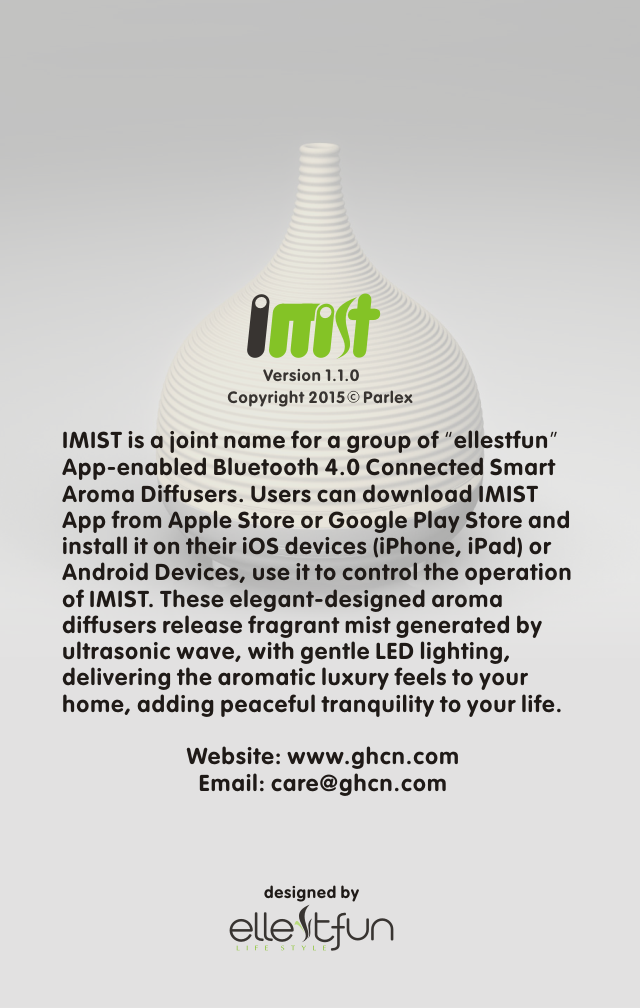 imist
Version 1.1.0
Copyright 2015© Parlex
IMIST is a joint name for a group of "ellestfun"
App-enabled Bluetooth 4.0 Connected Smart
Aroma Diffusers. Users can download IMIST
App from Apple Store or Google Play Store and
install it on their iOS devices (iPhone, iPad) or
Android Devices, use it to control the operation
of IMIST. These elegant-designed aroma
diffusers release fragrant mist generated by
ultrasonic wave, with gentle LED lighting,
delivering the aromatic luxury feels to your
home, adding peaceful tranquility to your life.
Website: www.ghcn.com
Email: care@ghcn.com
designed by
ellestfun
LIFE STYLE